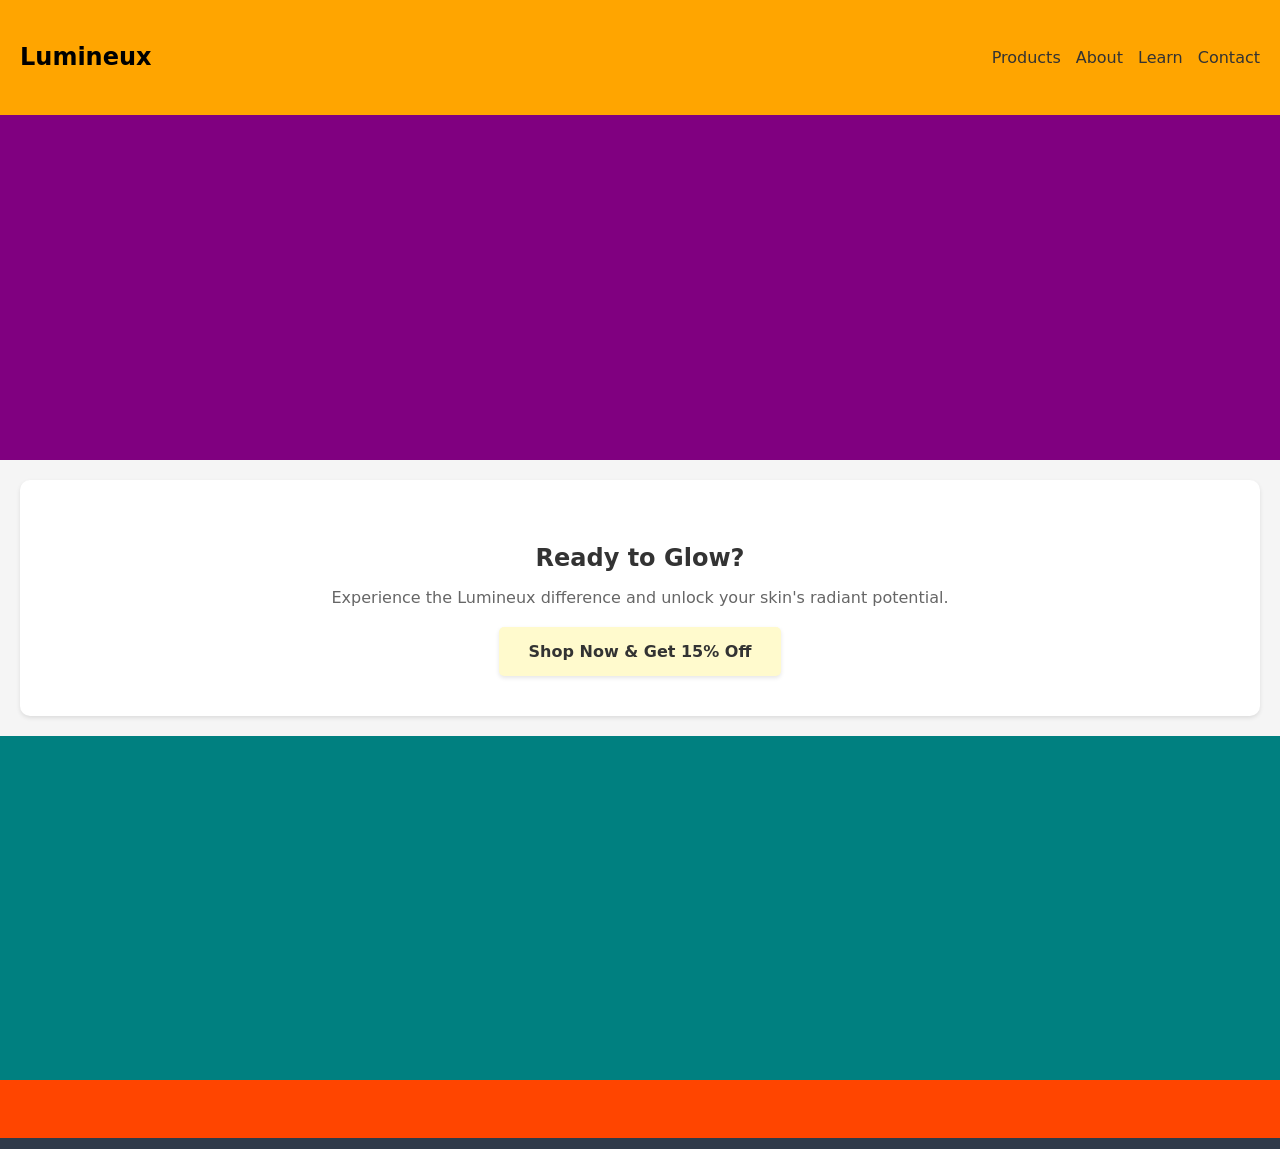 Lumineux
Products About Learn Contact
Ready to Glow?
Experience the Lumineux difference and unlock your skin's radiant potential.
Shop Now & Get 15% Off